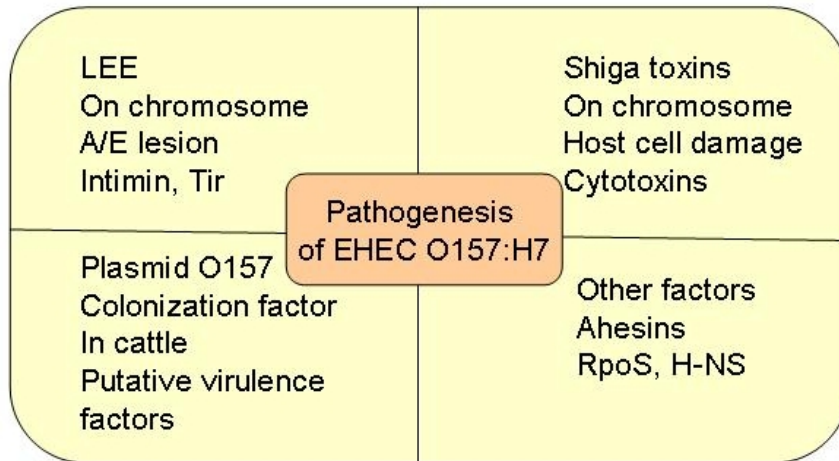 LEE
On chromosome
A/E lesion
Intimin, Tir
Shiga toxins
On chromosome
Host cell damage
Cytotoxins
Pathogenesis
of EHEC O157:H7
Plasmid O157
Colonization factor
In cattle
Putative virulence
factors
Other factors
Ahesins
RpoS, H-NS